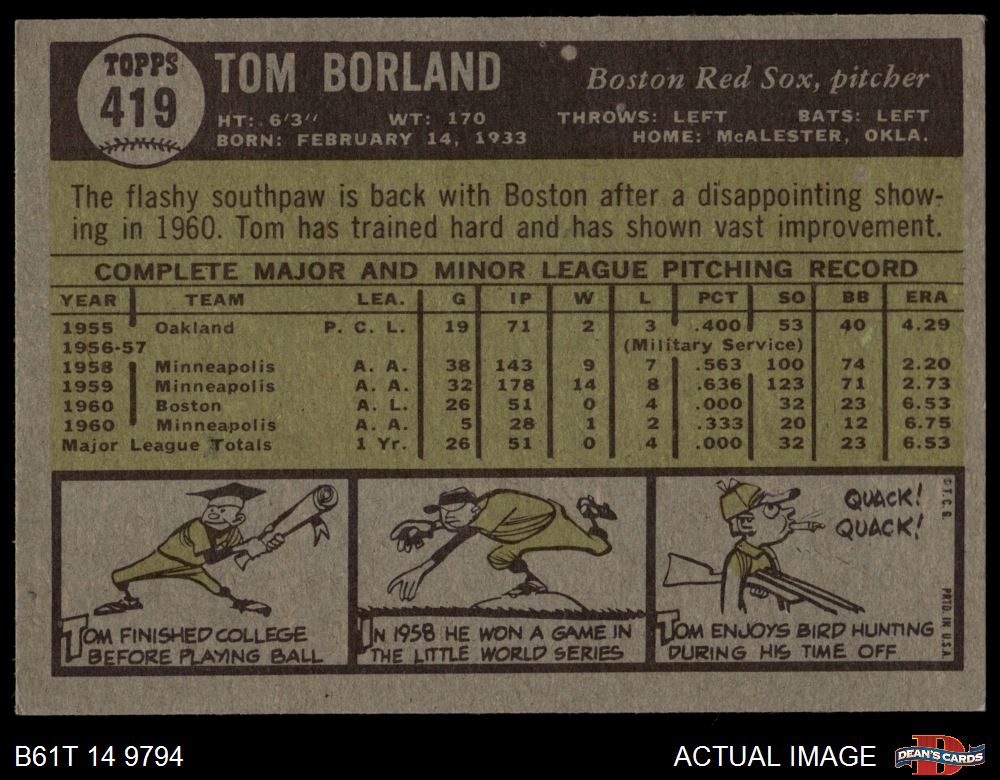 TOPPS
419
TOM BORLAND
Boston Red Sox, pitcher
HT: 6'3" WT: 170 THROWS: LEFT BATS: LEFT
BORN: FEBRUARY 14, 1933 HOME: McALESTER, OKLA.
The flashy southpaw is back with Boston after a disappointing show-
ing in 1960. Tom has trained hard and has shown vast improvement.
COMPLETE MAJOR AND MINOR LEAGUE PITCHING RECORD
YEAR TEAM LEA. G IP W L PCT SO BB ERA
1955 Oakland P. C. L. 19 71 2 3 .400 53 40 4.29
1956-57 (Military Service)
1958 Minneapolis A. A. 38 143 9 7 .563 100 74 2.20
1959 Minneapolis A. A. 32 178 14 8 .636 123 71 2.73
1960 Boston A. L. 26 51 0 4 .000 32 23 6.53
1960 Minneapolis A. A. 5 28 1 2 .333 20 12 6.75
Major League Totals 1 Yr. 26 51 0 4 .000 32 23 6.53
TOM FINISHED COLLEGE
BEFORE PLAYING BALL
IN 1958 HE WON A GAME IN
THE LITTLE WORLD SERIES
QUACK!
QUACK!
TOM ENJOYS BIRD HUNTING
DURING HIS TIME OFF
© T. C. G.
PRTD. IN U.S.A.
B61T 14 9794
ACTUAL IMAGE
DEAN'S CARDS